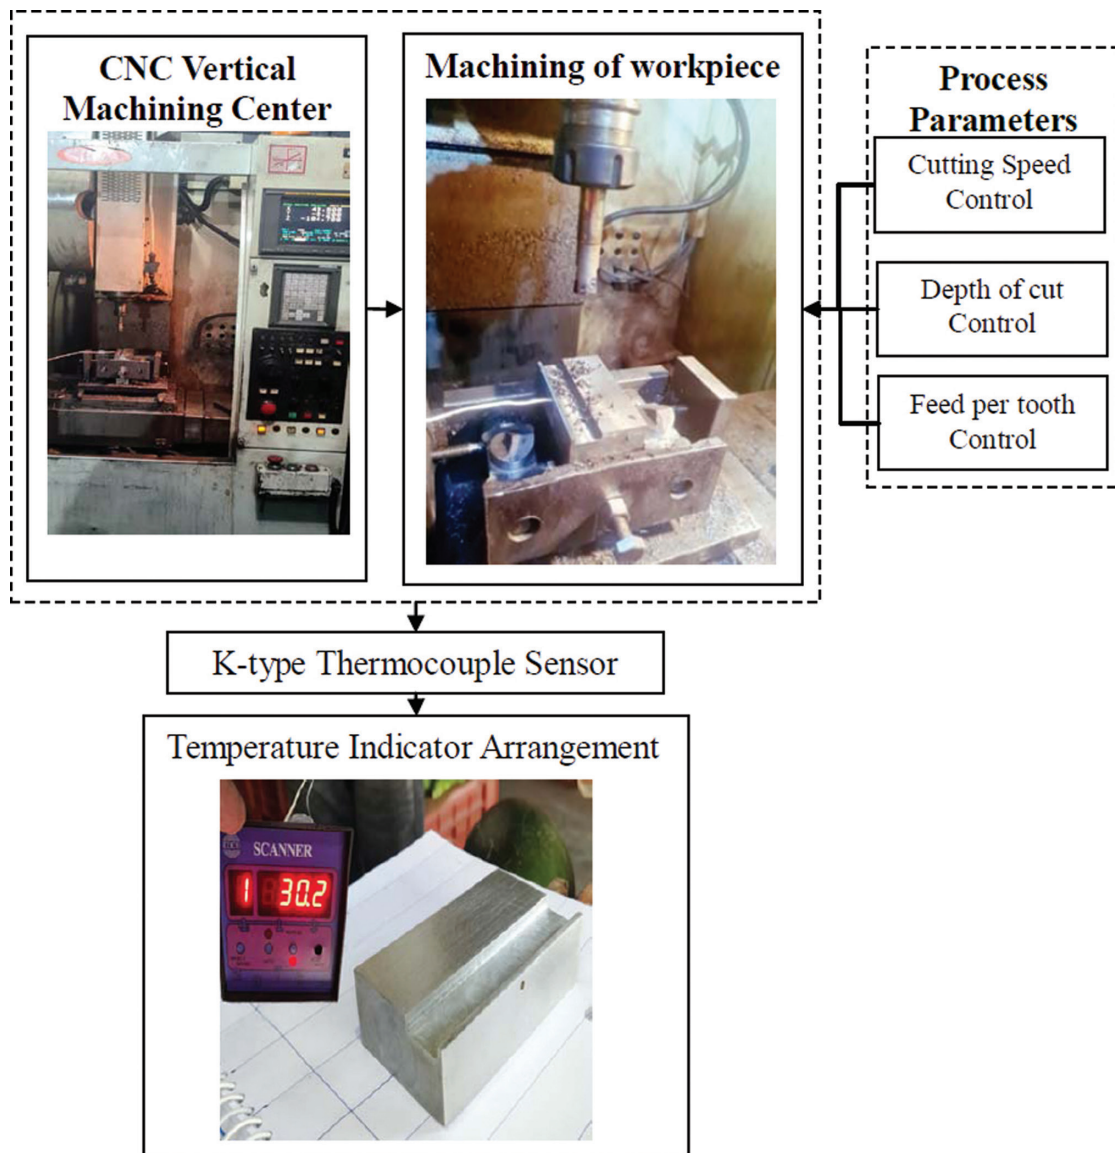 CNC Vertical
Machining Center
Machining of workpiece
Process
Parameters
Cutting Speed
Control
Depth of cut
Control
Feed per tooth
Control
K-type Thermocouple Sensor
Temperature Indicator Arrangement
SCANNER
1 30.2